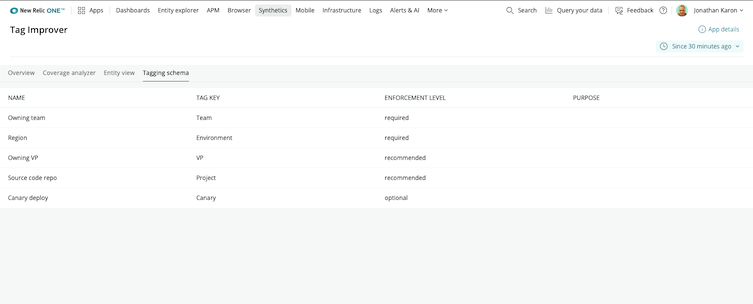 New Relic ONE™ Apps Dashboards Entity explorer APM Browser Synthetics Mobile Infrastructure Logs Alerts & AI More Search Query your data Feedback Jonathan Karon
Tag Improver App details
Since 30 minutes ago
Overview Coverage analyzer Entity view Tagging schema
NAME TAG KEY ENFORCEMENT LEVEL PURPOSE
Owning team Team required
Region Environment required
Owning VP VP recommended
Source code repo Project recommended
Canary deploy Canary optional